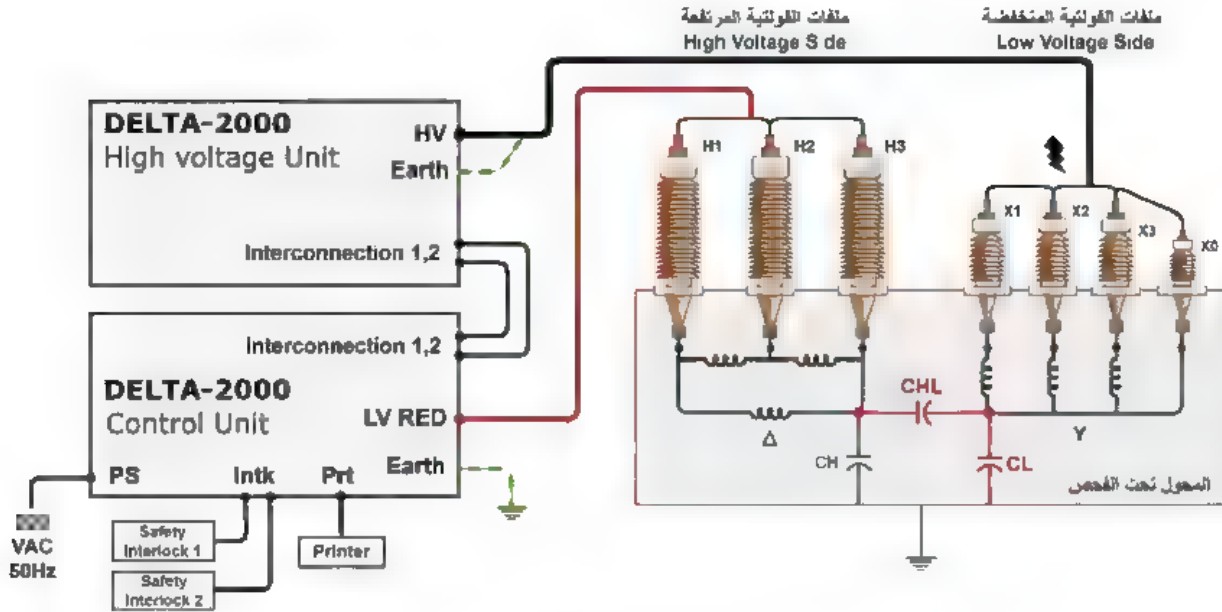 ملفات الفولتية المرتفعة
High Voltage S de
ملفات الفولتية المنخفضة
Low Voltage Side
DELTA-2000
High voltage Unit
HV
Earth
Interconnection 1,2
Interconnection 1,2
DELTA-2000
Control Unit
LV RED
Earth
PS
Intk
Prt
VAC
50Hz
Safety
Interlock 1
Safety
Interlock 2
Printer
H1
H2
H3
X1
X2
X3
X0
CHL
Δ
Y
CH
CL
المحول تحت الفحص